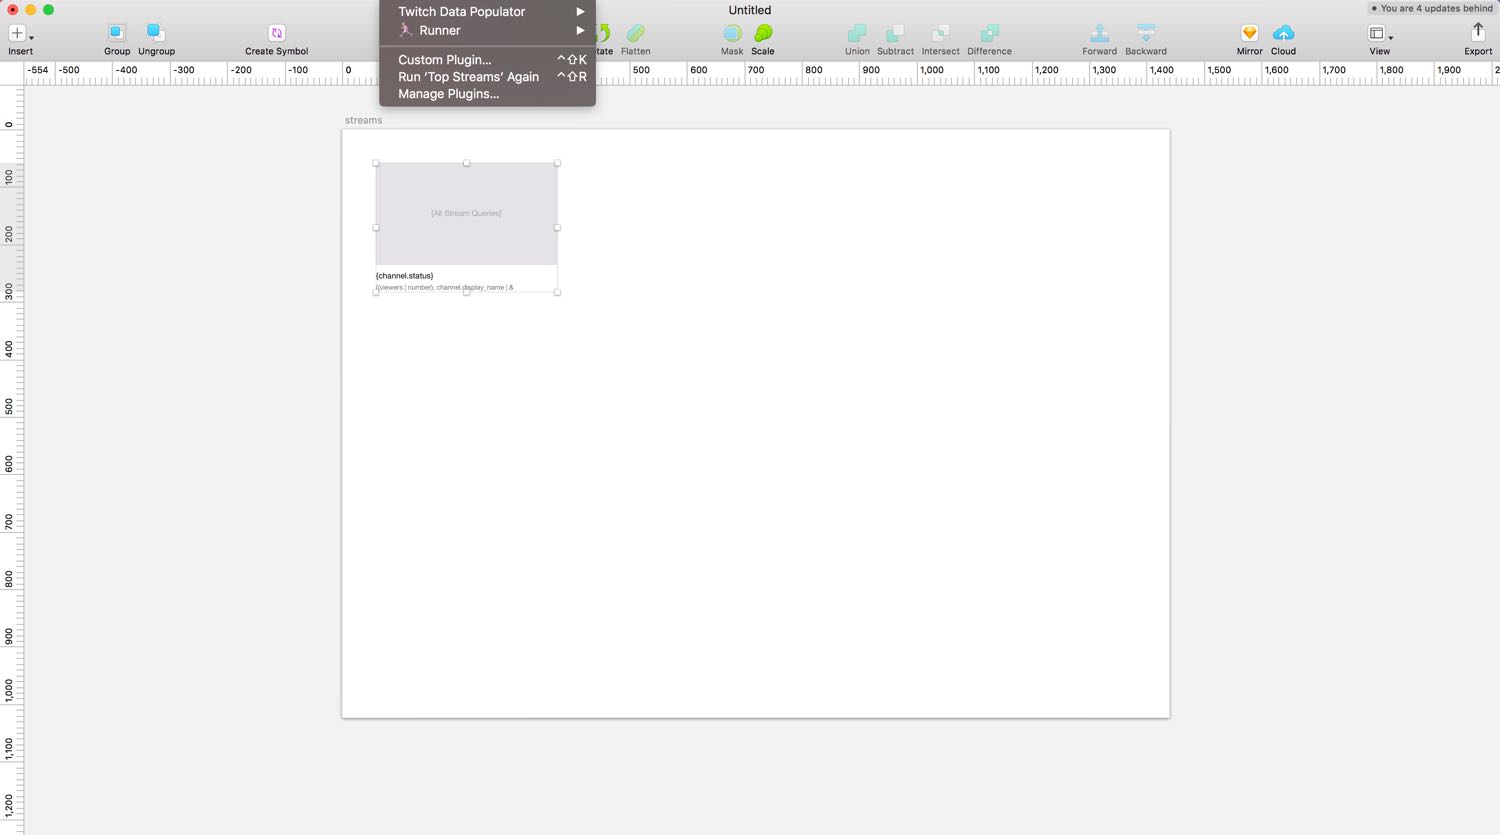 Untitled
You are 4 updates behind
Twitch Data Populator
Runner
Custom Plugin... ^⇧K
Run ‘Top Streams’ Again ^⇧R
Manage Plugins...
Insert
Group
Ungroup
Create Symbol
tate
Flatten
Mask
Scale
Union
Subtract
Intersect
Difference
Forward
Backward
Mirror
Cloud
View
Export
-554 -500 -400 -300 -200 -100 0 500 600 700 800 900 1,000 1,100 1,200 1,300 1,400 1,500 1,600 1,700 1,800 1,900 2
0
100
200
300
400
500
600
700
800
900
1,000
1,100
1,200
streams
{All Stream Queries}
{channel.status}
{(viewers | number), channel.display_name | &